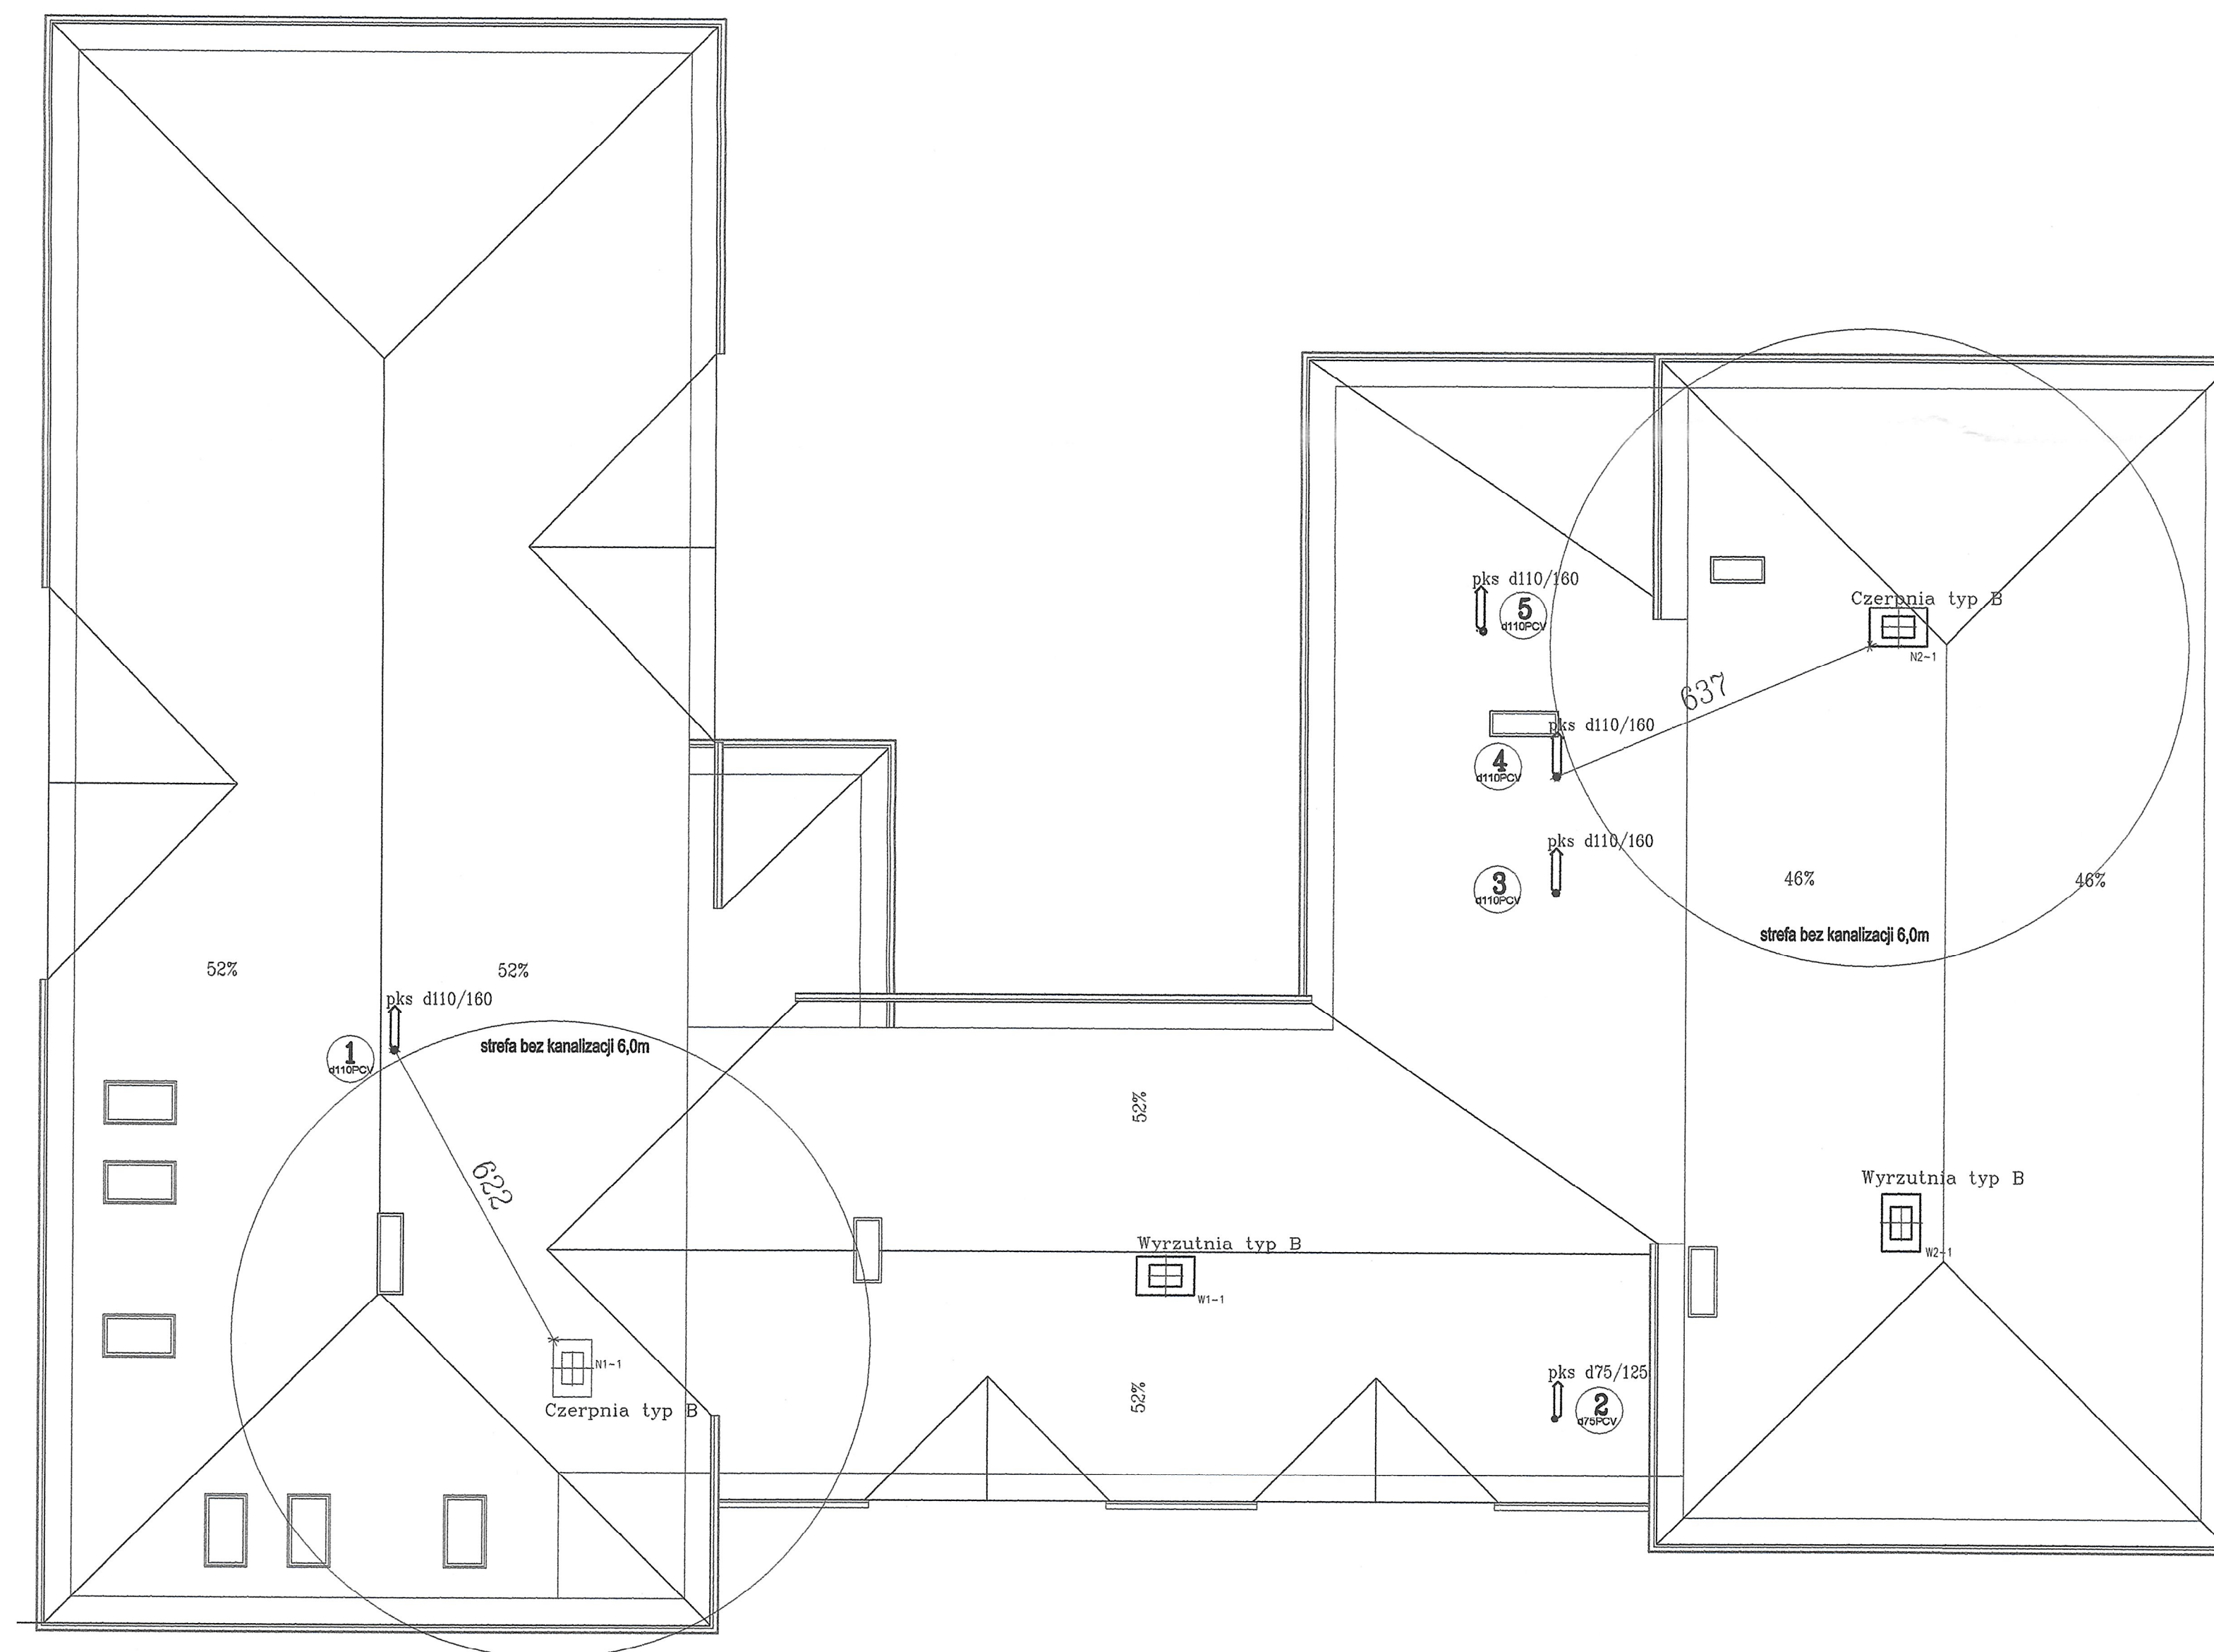 pks d110/160
5
d110PCV
Czerpnia typ B
N2-1
637
pks d110/160
4
d110PCV
pks d110/160
3
d110PCV
46%
46%
strefa bez kanalizacji 6,0m
52%
52%
pks d110/160
1
d110PCV
strefa bez kanalizacji 6,0m
52%
622
Wyrzutnia typ B
W2-1
Wyrzutnia typ B
W1-1
N1-1
Czerpnia typ B
52%
pks d75/125
2
d75PCV